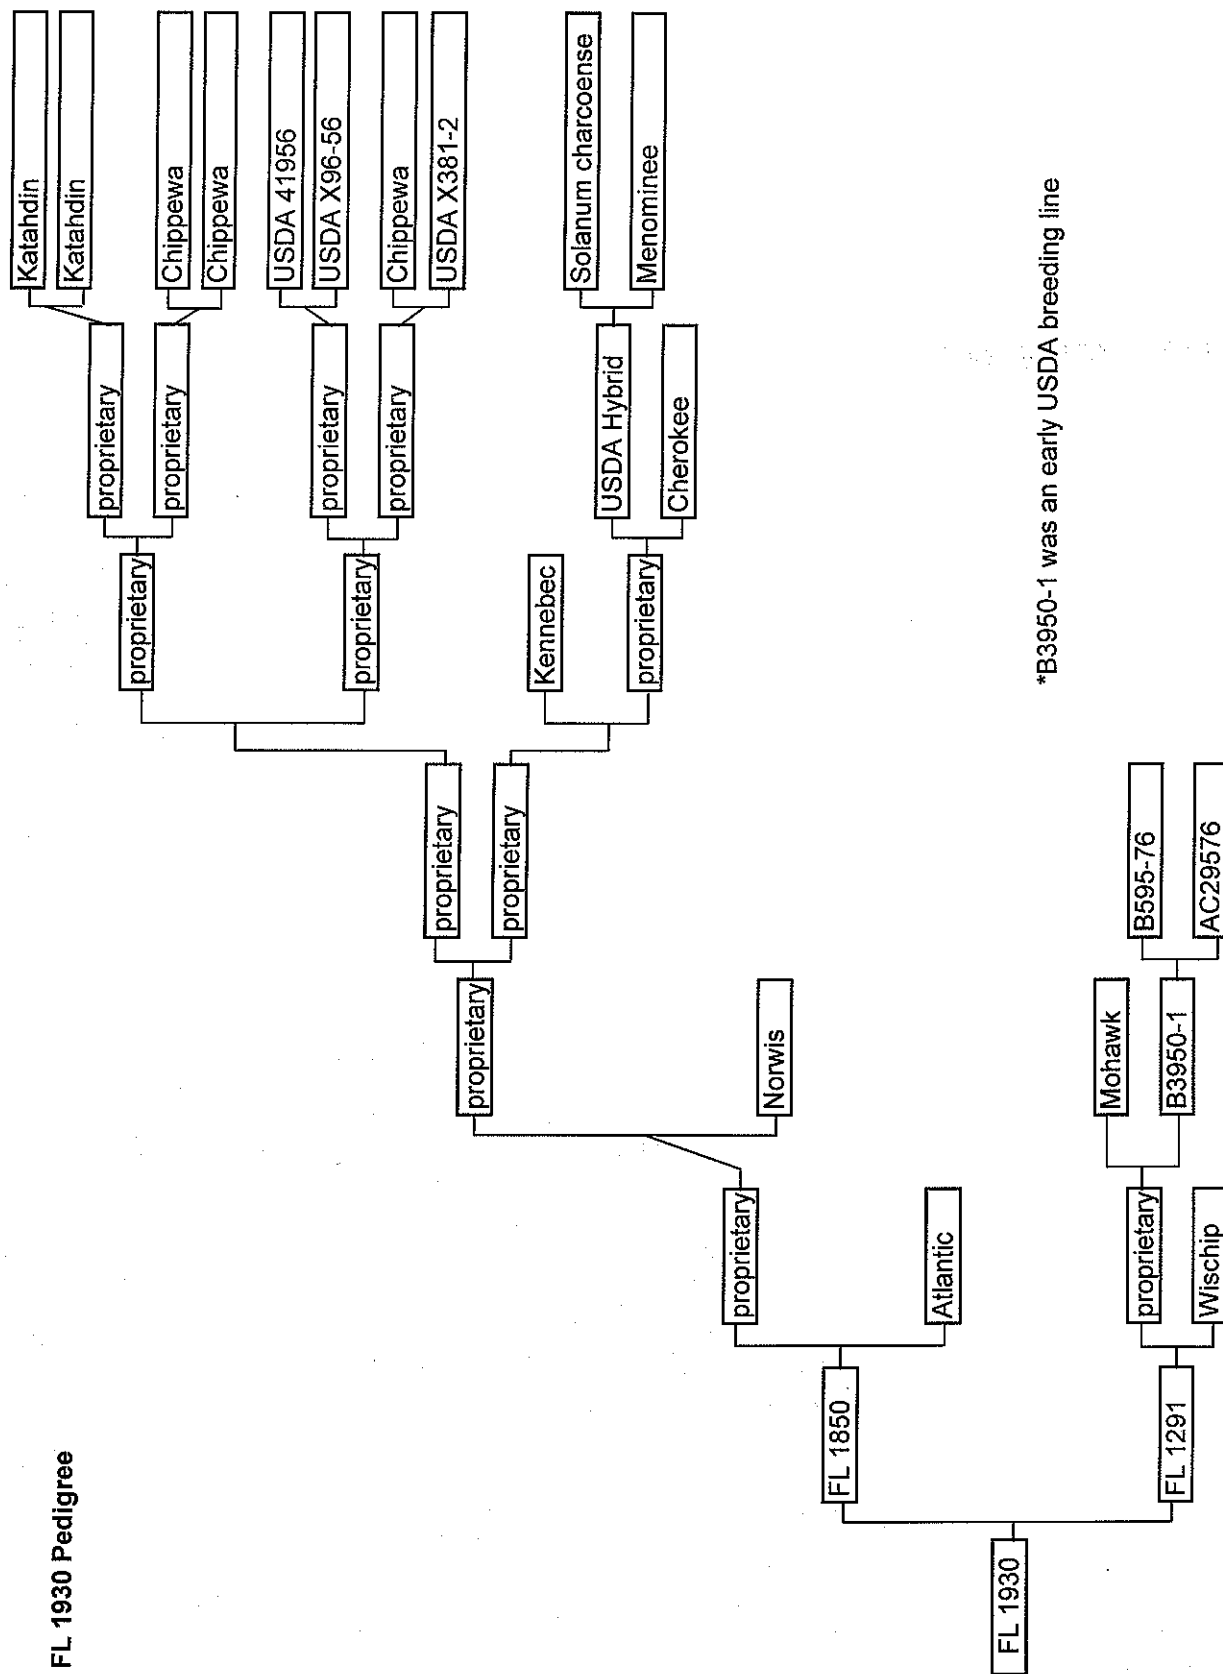 FL 1930 Pedigree
Katahdin
Katahdin
proprietary
proprietary
Chippewa
Chippewa
proprietary
USDA 41956
USDA X96-56
proprietary
proprietary
Chippewa
USDA X381-2
proprietary
proprietary
proprietary
Kennebec
Solanum charcoense
Menominee
USDA Hybrid
Cherokee
proprietary
proprietary
Norwis
proprietary
Atlantic
FL 1850
FL 1930
FL 1291
Mohawk
B595-76
AC29576
B3950-1
proprietary
Wischip
*B3950-1 was an early USDA breeding line